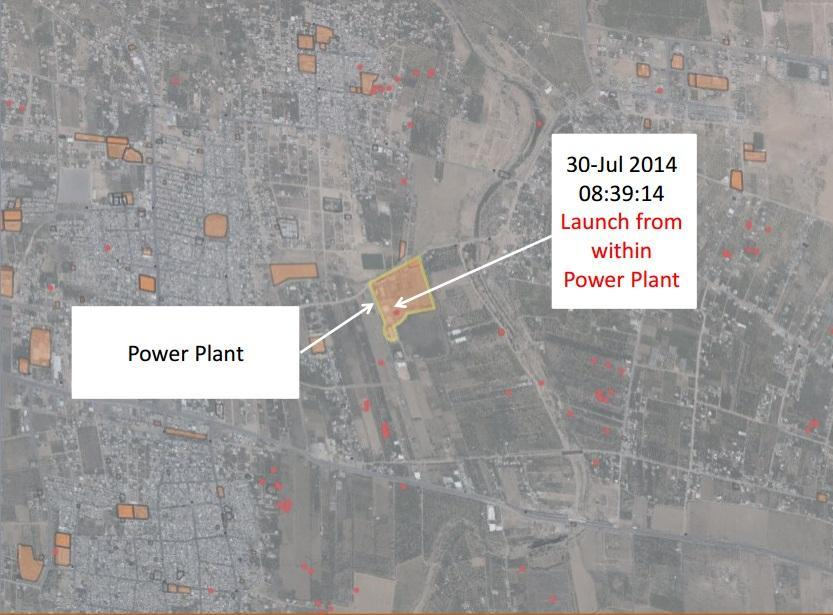 30-Jul 2014
08:39:14
Launch from
within
Power Plant
Power Plant